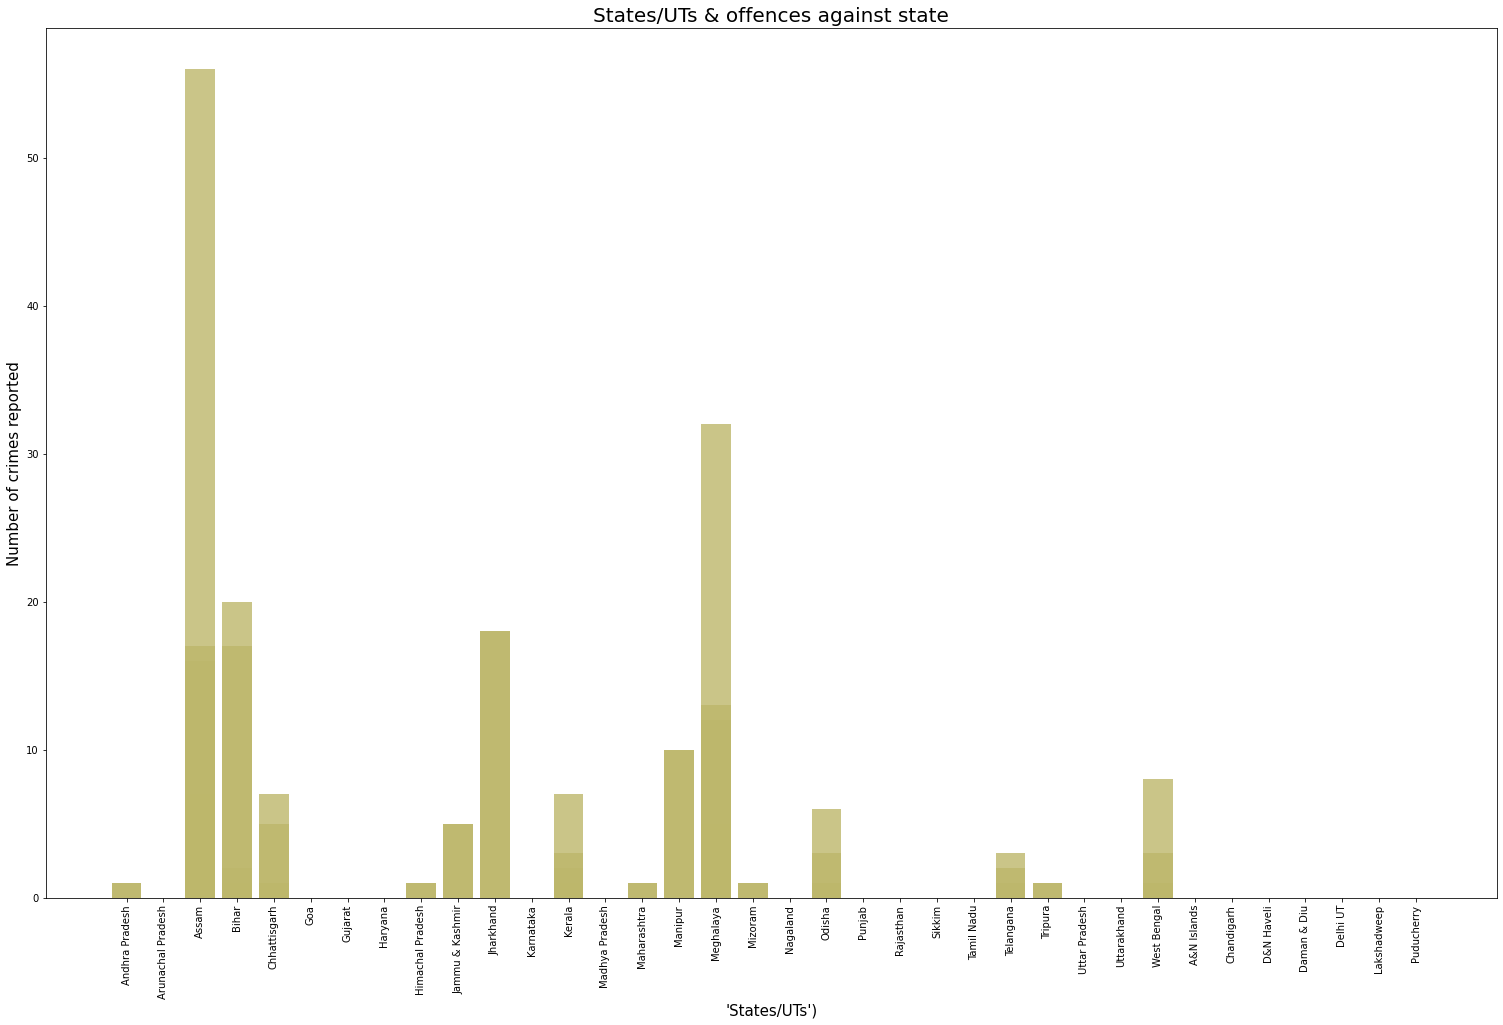 States/UTs & offences against state
Number of crimes reported
50
40
30
20
10
0
Andhra Pradesh
Arunachal Pradesh
Assam
Bihar
Chhattisgarh
Goa
Gujarat
Haryana
Himachal Pradesh
Jammu & Kashmir
Jharkhand
Karnataka
Kerala
Madhya Pradesh
Maharashtra
Manipur
Meghalaya
Mizoram
Nagaland
Odisha
Punjab
Rajasthan
Sikkim
Tamil Nadu
Telangana
Tripura
Uttar Pradesh
Uttarakhand
West Bengal
A&N Islands
Chandigarh
D&N Haveli
Daman & Diu
Delhi UT
Lakshadweep
Puducherry
'States/UTs')